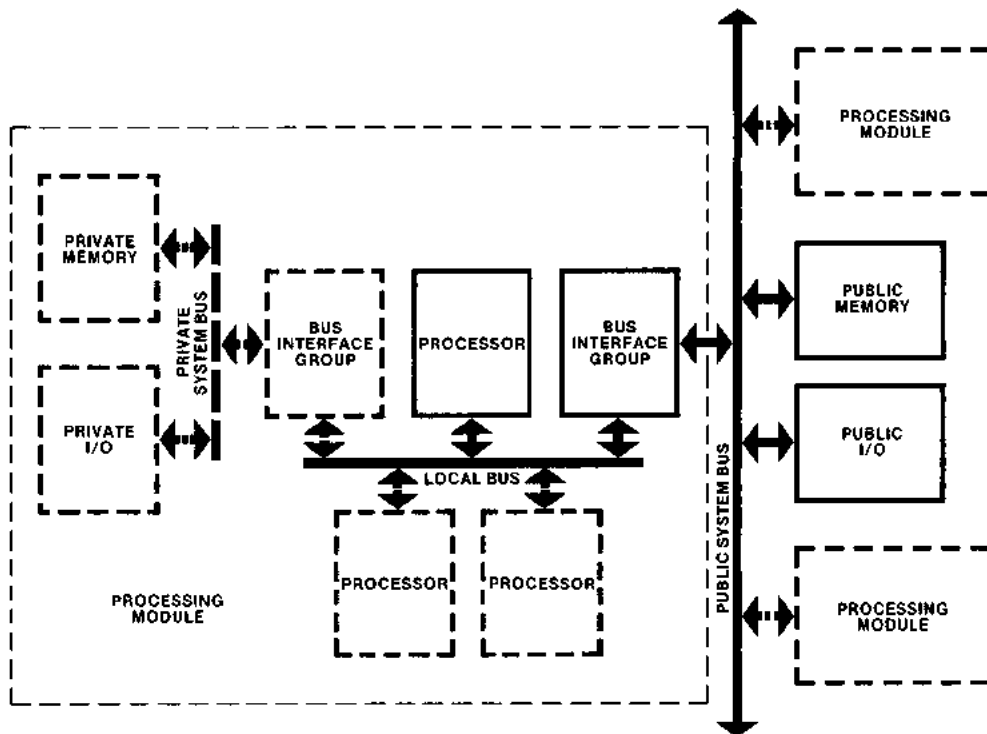 PROCESSING
MODULE
PRIVATE
MEMORY
PRIVATE
SYSTEM BUS
PRIVATE
I/O
BUS
INTERFACE
GROUP
PROCESSOR
BUS
INTERFACE
GROUP
LOCAL BUS
PROCESSOR
PROCESSOR
PROCESSING
MODULE
PUBLIC SYSTEM BUS
PUBLIC
MEMORY
PUBLIC
I/O
PROCESSING
MODULE